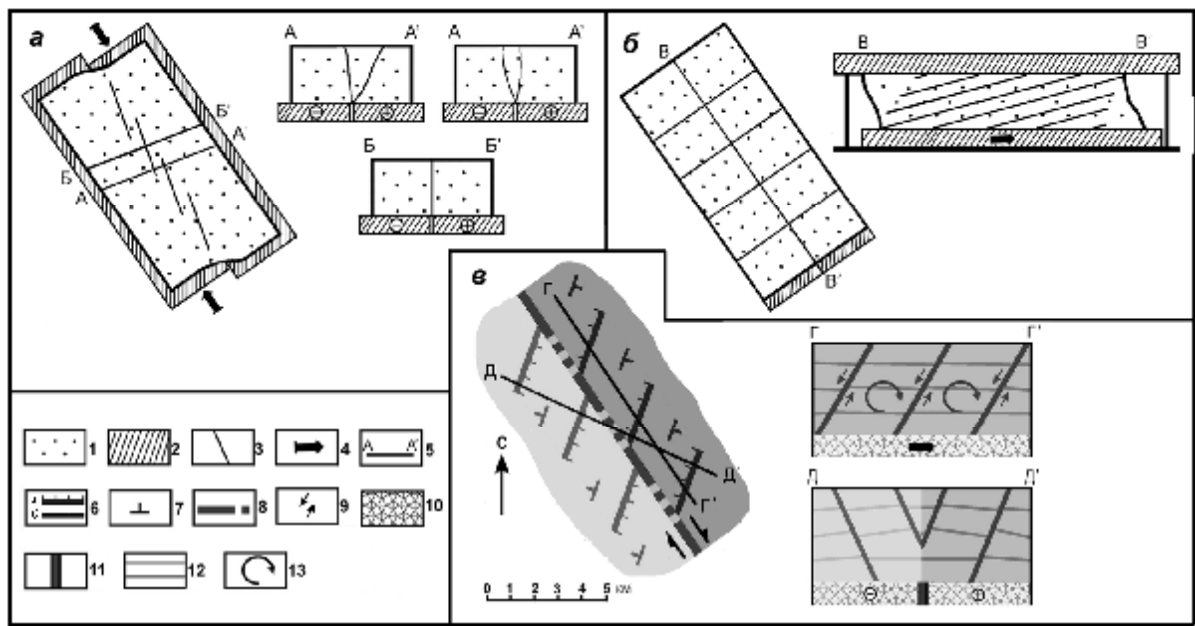 а
А А'
А А'
⊖ ⊕
⊖ ⊕
Б Б'
⊖ ⊕
Б' А'
Б А
б
В
В'
В В'
в
Г
Д
С
Д'
Г'
0 1 2 3 4 5 км
Г Г'
Д Д'
⊖ ⊕
1 2 3 4 А А' 5
6 7 8 9 10
11 12 13